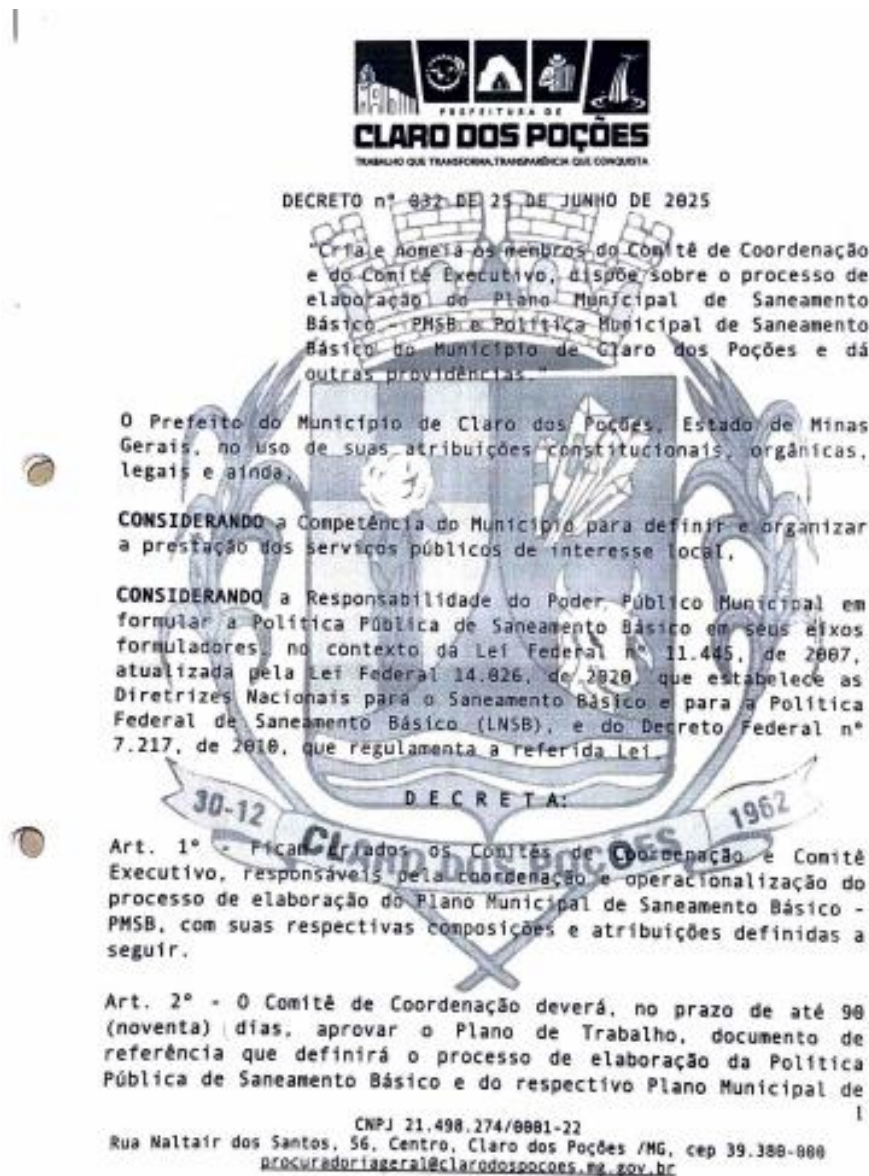 PREFEITURA DE
CLARO DOS POÇÕES
TRABALHO QUE TRANSFORMA, TRANSPARÊNCIA QUE CONQUISTA
DECRETO nº 032 DE 25 DE JUNHO DE 2025
"Cria e nomeia os membros do Comitê de Coordenação
e do Comitê Executivo, dispõe sobre o processo de
elaboração do Plano Municipal de Saneamento
Básico - PMSB e Política Municipal de Saneamento
Básico do Município de Claro dos Poções e dá
outras providências."
O Prefeito do Município de Claro dos Poções, Estado de Minas
Gerais, no uso de suas atribuições constitucionais, orgânicas,
legais e ainda,
CONSIDERANDO a Competência do Município para definir e organizar
a prestação dos serviços públicos de interesse local,
CONSIDERANDO a Responsabilidade do Poder Público Municipal em
formular a Política Pública de Saneamento Básico em seus eixos
formuladores, no contexto da Lei Federal nº 11.445, de 2007,
atualizada pela Lei Federal 14.026, de 2020, que estabelece as
Diretrizes Nacionais para o Saneamento Básico e para a Política
Federal de Saneamento Básico (LNSB), e do Decreto Federal nº
7.217, de 2010, que regulamenta a referida Lei.
D E C R E T A:
30-12 1962
CLARO DOS POÇÕES
Art. 1º - Ficam criados os Comitês de Coordenação e Comitê
Executivo, responsáveis pela coordenação e operacionalização do
processo de elaboração do Plano Municipal de Saneamento Básico -
PMSB, com suas respectivas composições e atribuições definidas a
seguir.
Art. 2º - O Comitê de Coordenação deverá, no prazo de até 90
(noventa) dias, aprovar o Plano de Trabalho, documento de
referência que definirá o processo de elaboração da Política
Pública de Saneamento Básico e do respectivo Plano Municipal de
1
CNPJ 21.498.274/0001-22
Rua Naltair dos Santos, 56, Centro, Claro dos Poções /MG, cep 39.380-000
procuradoriageral@clarodospocoes.mg.gov.br